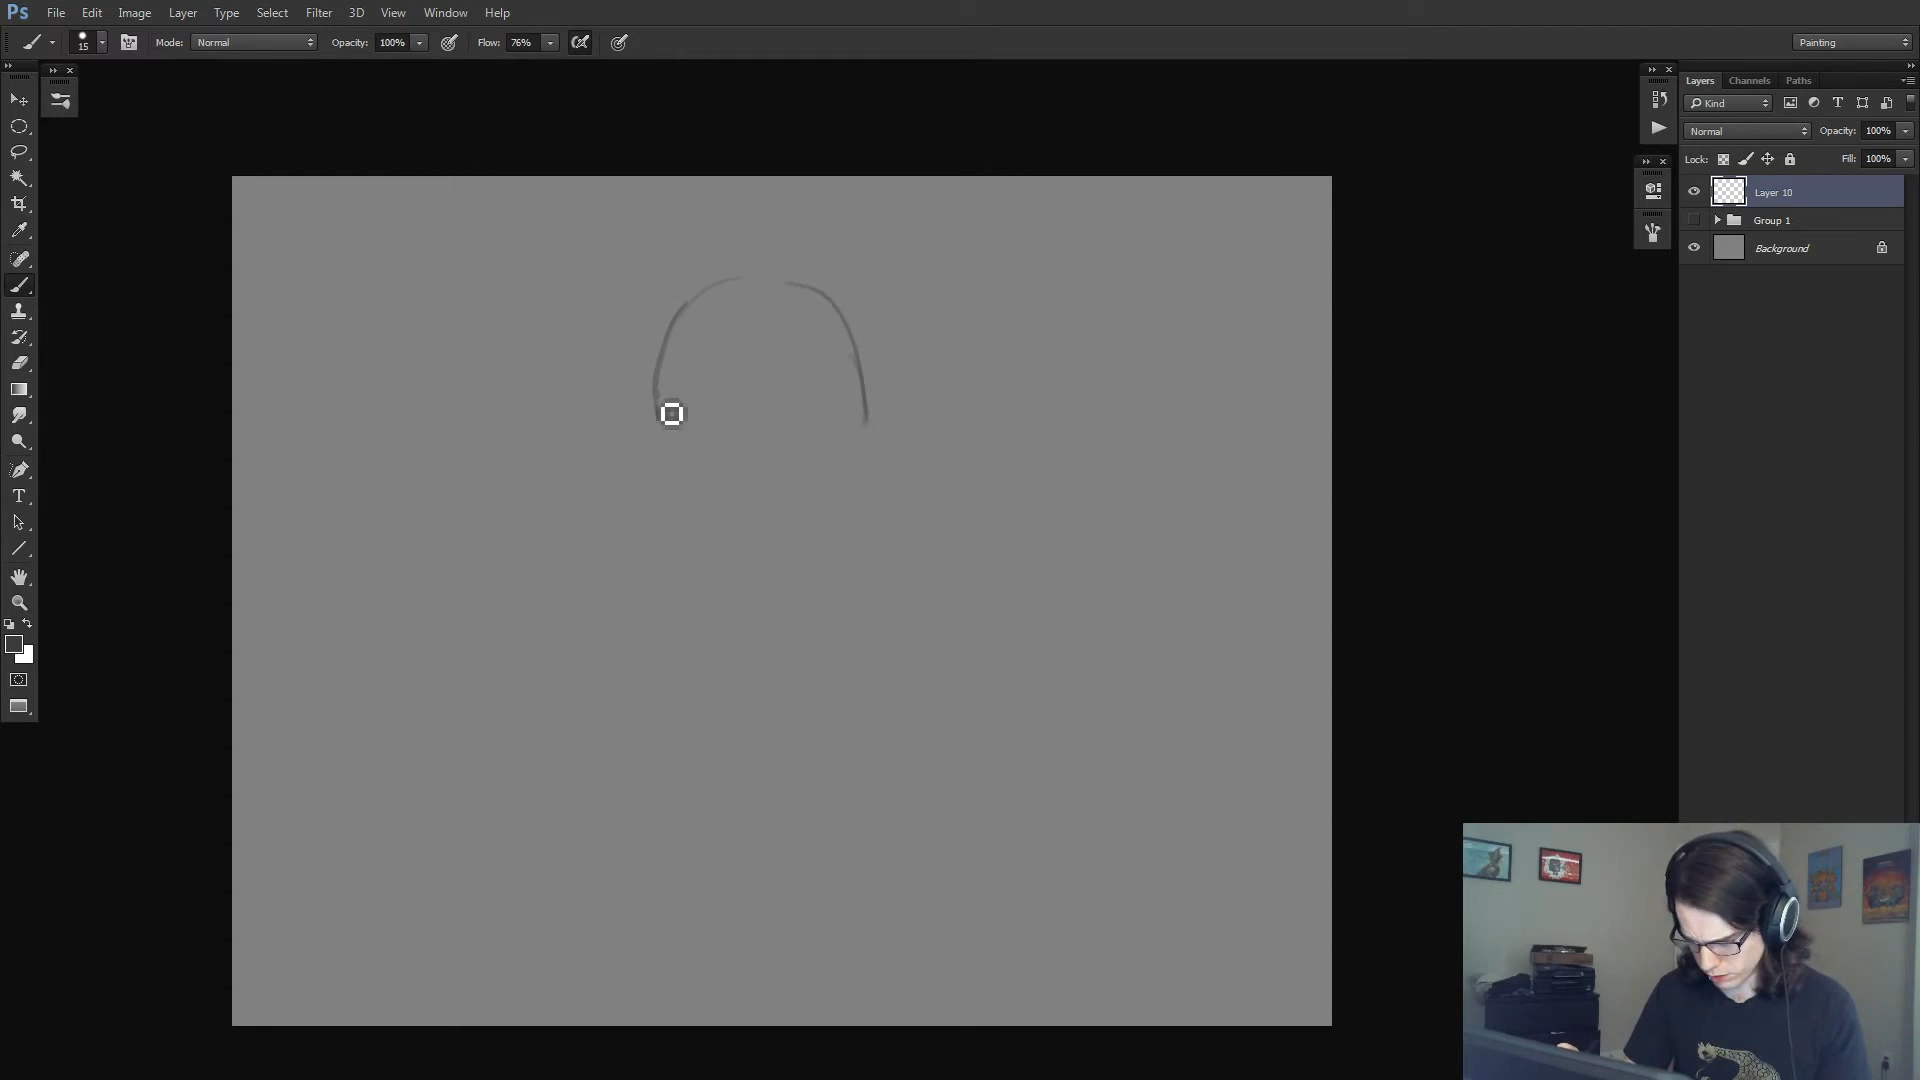 Ps File Edit Image Layer Type Select Filter 3D View Window Help
15 Mode: Normal Opacity: 100% Flow: 76% Painting
Layers Channels Paths
Kind T
Normal Opacity: 100%
Lock: Fill: 100%
Layer 10
Group 1
Background
T